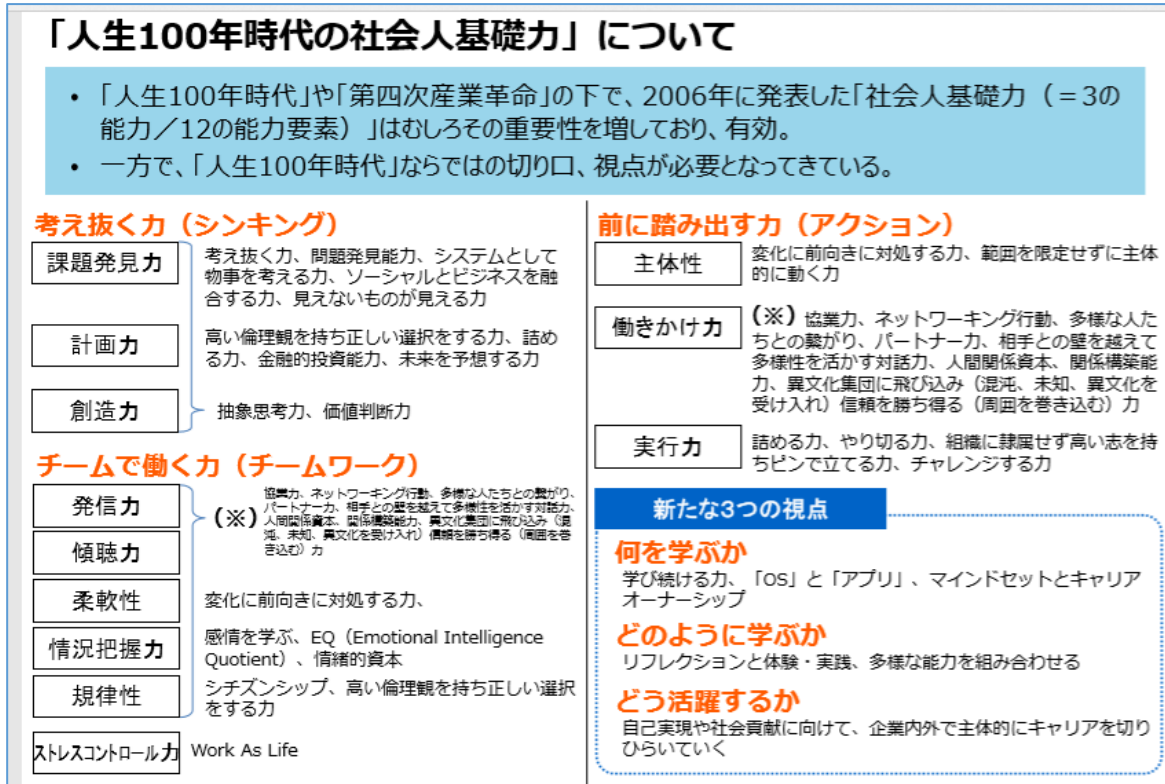 「人生100年時代の社会人基礎力」について
• 「人生100年時代」や「第四次産業革命」の下で、2006年に発表した「社会人基礎力（＝3の
能力／12の能力要素）」はむしろその重要性を増しており、有効。
• 一方で、「人生100年時代」ならではの切り口、視点が必要となってきている。
考え抜く力（シンキング）
課題発見力
考え抜く力、問題発見能力、システムとして
物事を考える力、ソーシャルとビジネスを融
合する力、見えないものが見える力
計画力
高い倫理観を持ち正しい選択をする力、詰め
る力、金融的投資能力、未来を予想する力
創造力
抽象思考力、価値判断力
チームで働く力（チームワーク）
発信力
傾聴力
（※）
協業力、ネットワーキング行動、多様な人たちとの繋がり、
パートナー力、相手との壁を越えて多様性を活かす対話力、
人間関係資本、関係構築能力、異文化集団に飛び込み（混
沌、未知、異文化を受け入れ）信頼を勝ち得る（周囲を巻
き込む）力
柔軟性
変化に前向きに対処する力、
情況把握力
感情を学ぶ、EQ（Emotional Intelligence
Quotient）、情緒的資本
規律性
シチズンシップ、高い倫理観を持ち正しい選択
をする力
ストレスコントロール力
Work As Life
前に踏み出す力（アクション）
主体性
変化に前向きに対処する力、範囲を限定せずに主体
的に動く力
働きかけ力
（※）協業力、ネットワーキング行動、多様な人た
ちとの繋がり、パートナー力、相手との壁を越えて
多様性を活かす対話力、人間関係資本、関係構築能
力、異文化集団に飛び込み（混沌、未知、異文化を
受け入れ）信頼を勝ち得る（周囲を巻き込む）力
実行力
詰める力、やり切る力、組織に隷属せず高い志を持
ちピンで立てる力、チャレンジする力
新たな3つの視点
何を学ぶか
学び続ける力、「OS」と「アプリ」、マインドセットとキャリア
オーナーシップ
どのように学ぶか
リフレクションと体験・実践、多様な能力を組み合わせる
どう活躍するか
自己実現や社会貢献に向けて、企業内外で主体的にキャリアを切り
ひらいていく